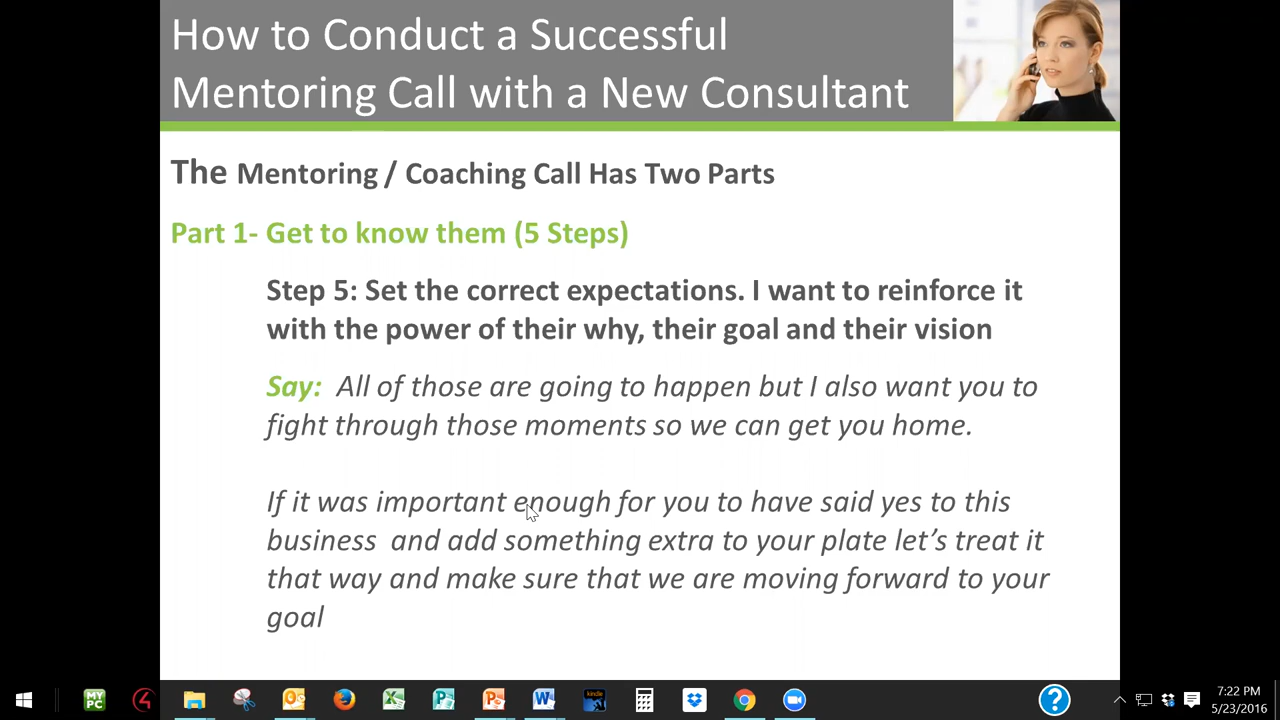 How to Conduct a Successful
Mentoring Call with a New Consultant
The Mentoring / Coaching Call Has Two Parts
Part 1- Get to know them (5 Steps)
Step 5: Set the correct expectations. I want to reinforce it
with the power of their why, their goal and their vision
Say: All of those are going to happen but I also want you to
fight through those moments so we can get you home.
If it was important enough for you to have said yes to this
business and add something extra to your plate let's treat it
that way and make sure that we are moving forward to your
goal
MY
PC
kindle
7:22 PM
5/23/2016